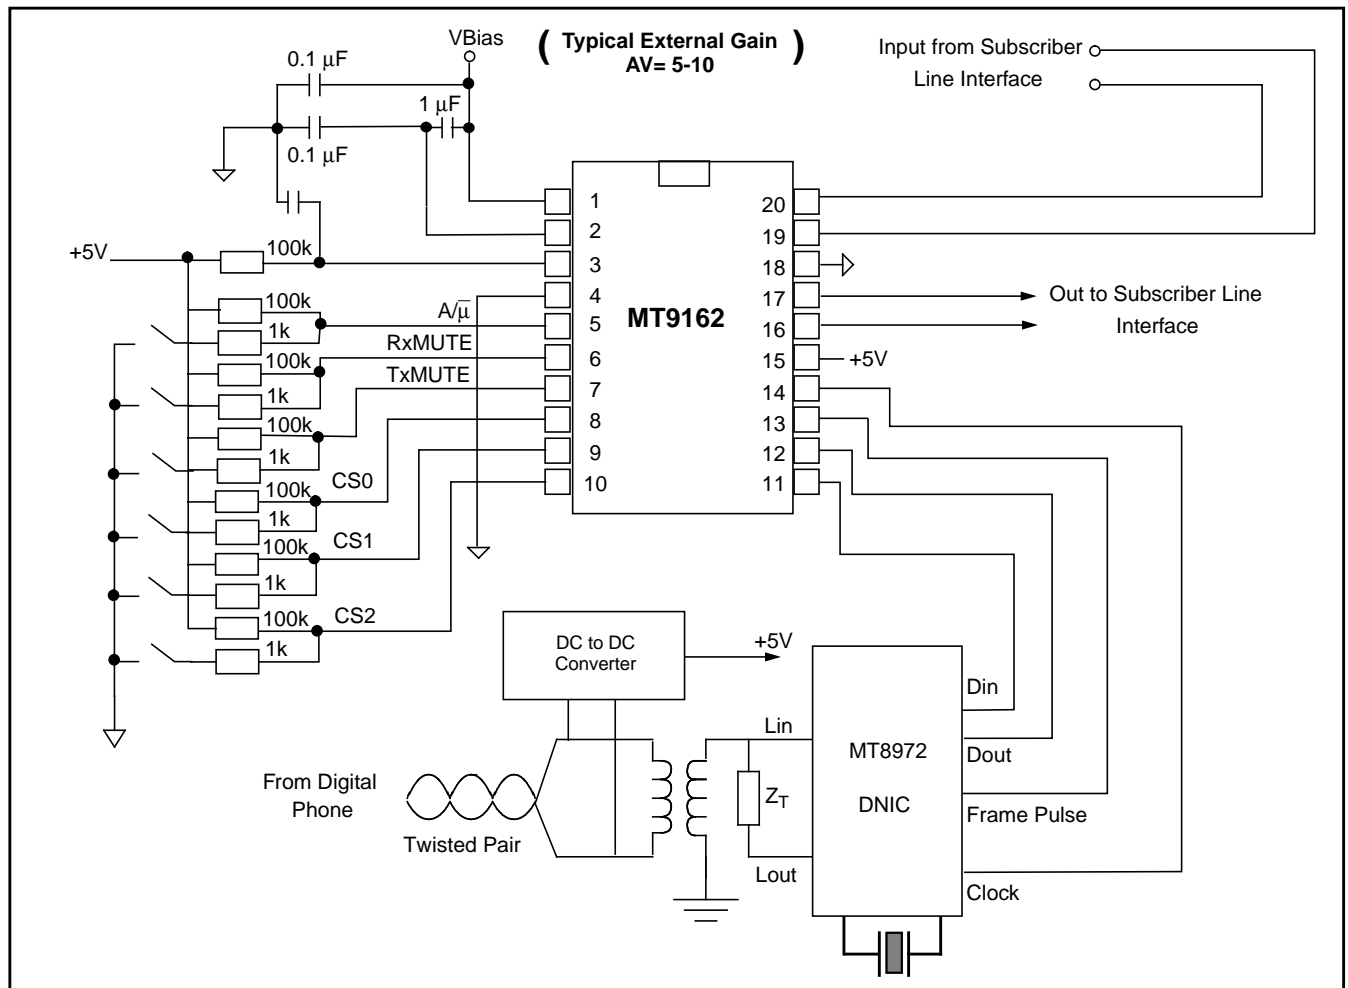 VBias
( Typical External Gain )
AV= 5-10
Input from Subscriber
Line Interface
0.1 µF
1 µF
0.1 µF
+5V
100k
100k
1k
100k
1k
100k
1k
100k
1k
100k
1k
100k
1k
A/μ̅
RxMUTE
TxMUTE
CS0
CS1
CS2
1
2
3
4
5
6
7
8
9
10
MT9162
20
19
18
17
16
15
14
13
12
11
+5V
Out to Subscriber Line
Interface
DC to DC
Converter
+5V
From Digital
Phone
Twisted Pair
Lin
ZT
Lout
MT8972
DNIC
Din
Dout
Frame Pulse
Clock